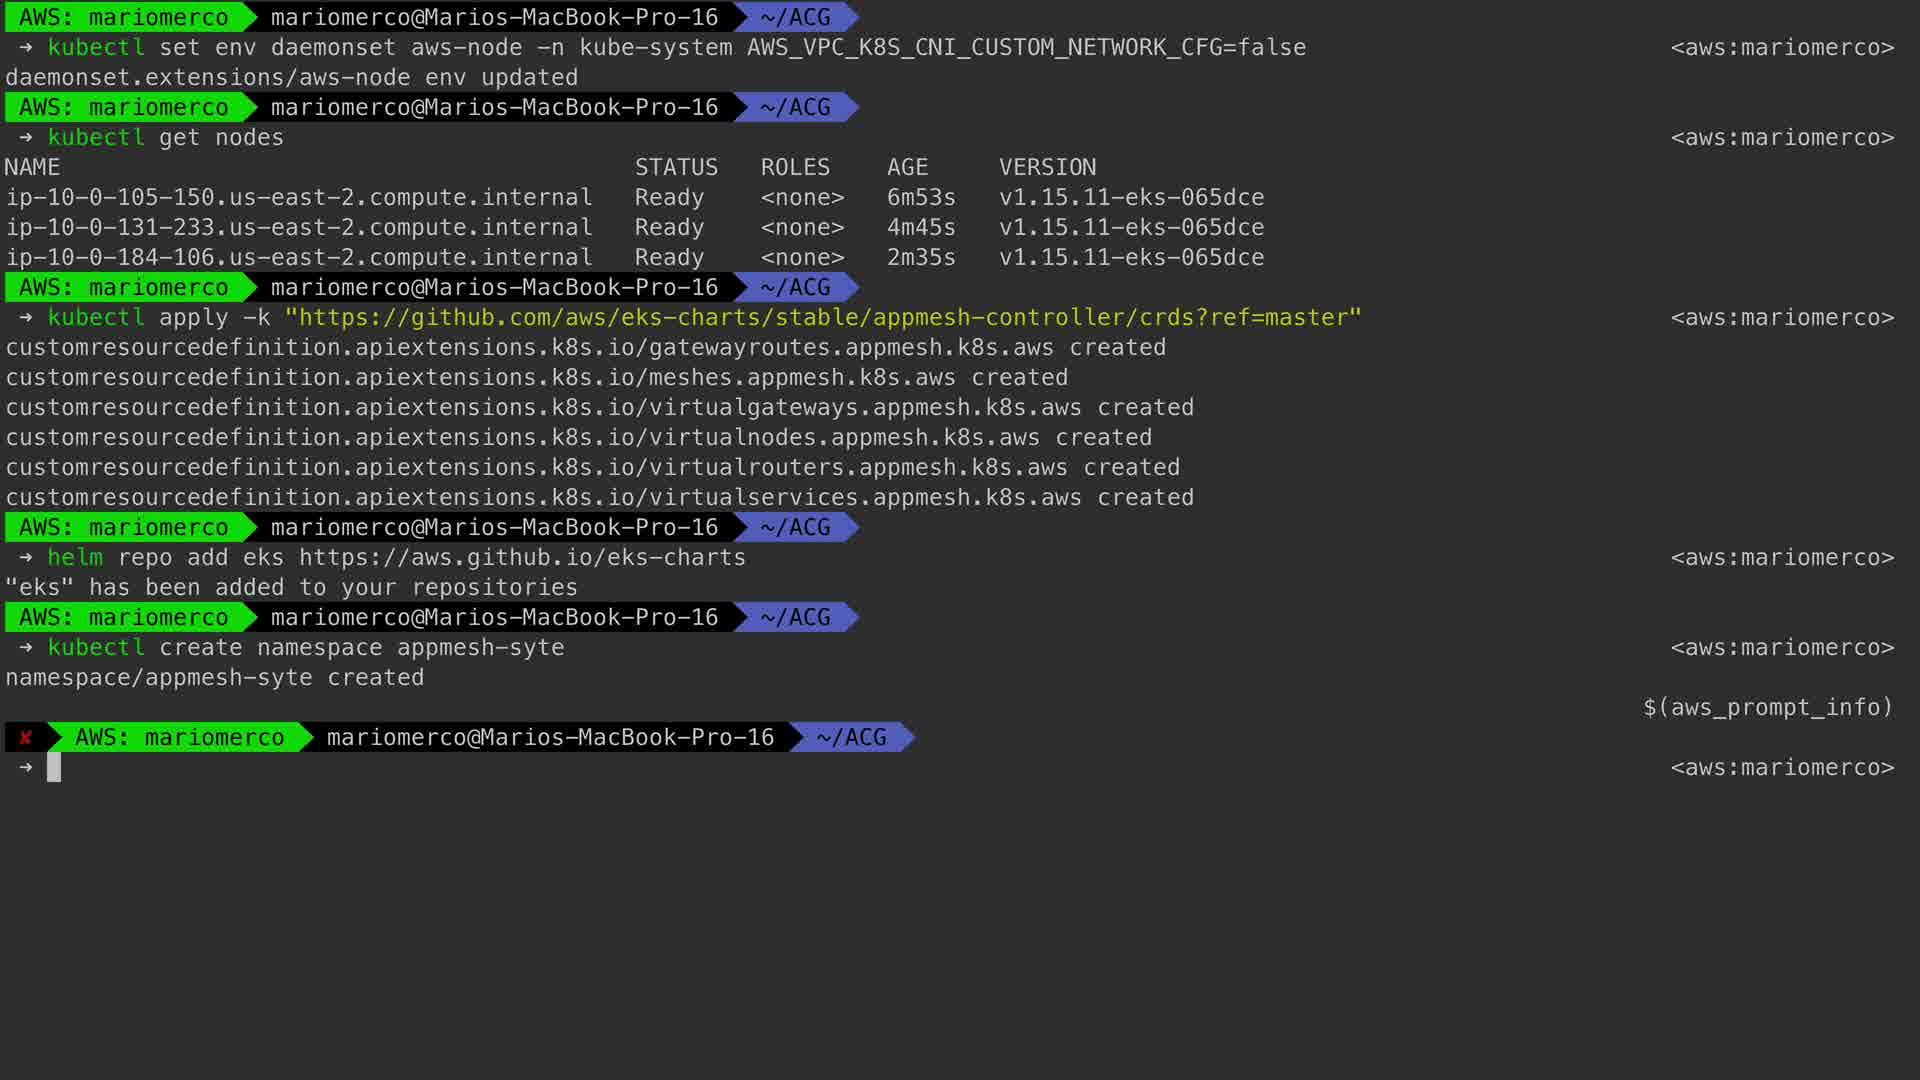 AWS: mariomerco mariomerco@Marios-MacBook-Pro-16 ~/ACG
→ kubectl set env daemonset aws-node -n kube-system AWS_VPC_K8S_CNI_CUSTOM_NETWORK_CFG=false <aws:mariomerco>
daemonset.extensions/aws-node env updated
AWS: mariomerco mariomerco@Marios-MacBook-Pro-16 ~/ACG
→ kubectl get nodes <aws:mariomerco>
NAME STATUS ROLES AGE VERSION
ip-10-0-105-150.us-east-2.compute.internal Ready <none> 6m53s v1.15.11-eks-065dce
ip-10-0-131-233.us-east-2.compute.internal Ready <none> 4m45s v1.15.11-eks-065dce
ip-10-0-184-106.us-east-2.compute.internal Ready <none> 2m35s v1.15.11-eks-065dce
AWS: mariomerco mariomerco@Marios-MacBook-Pro-16 ~/ACG
→ kubectl apply -k "https://github.com/aws/eks-charts/stable/appmesh-controller/crds?ref=master" <aws:mariomerco>
customresourcedefinition.apiextensions.k8s.io/gatewayroutes.appmesh.k8s.aws created
customresourcedefinition.apiextensions.k8s.io/meshes.appmesh.k8s.aws created
customresourcedefinition.apiextensions.k8s.io/virtualgateways.appmesh.k8s.aws created
customresourcedefinition.apiextensions.k8s.io/virtualnodes.appmesh.k8s.aws created
customresourcedefinition.apiextensions.k8s.io/virtualrouters.appmesh.k8s.aws created
customresourcedefinition.apiextensions.k8s.io/virtualservices.appmesh.k8s.aws created
AWS: mariomerco mariomerco@Marios-MacBook-Pro-16 ~/ACG
→ helm repo add eks https://aws.github.io/eks-charts <aws:mariomerco>
"eks" has been added to your repositories
AWS: mariomerco mariomerco@Marios-MacBook-Pro-16 ~/ACG
→ kubectl create namespace appmesh-syte <aws:mariomerco>
namespace/appmesh-syte created
$(aws_prompt_info)
✘ AWS: mariomerco mariomerco@Marios-MacBook-Pro-16 ~/ACG
→ <aws:mariomerco>